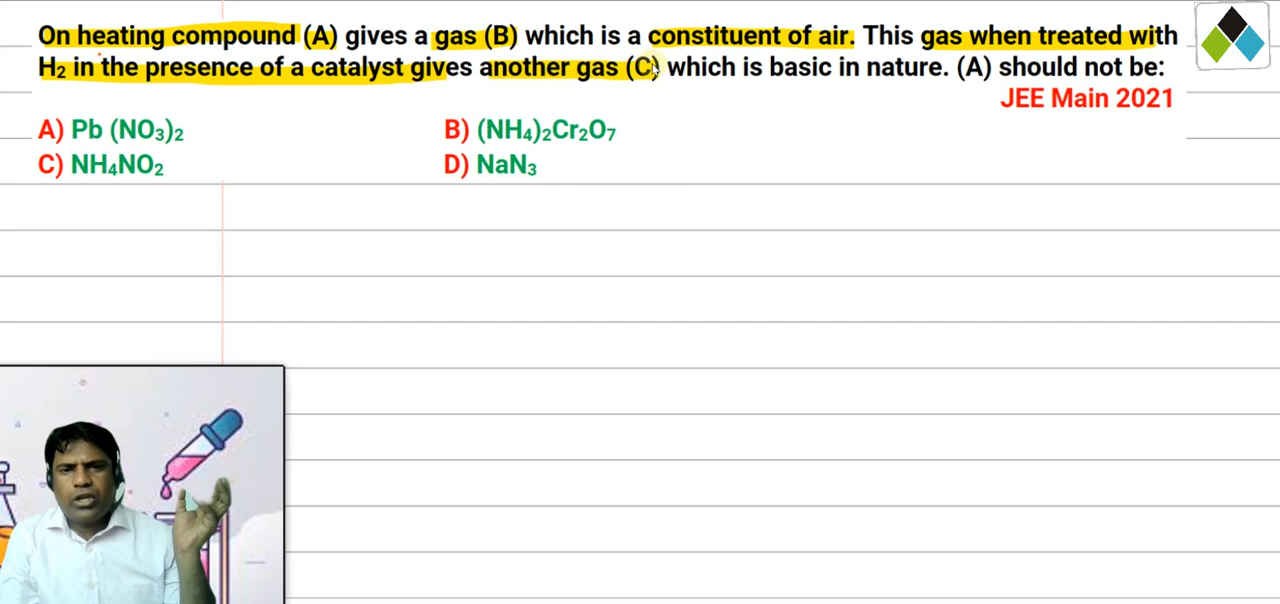 On heating compound (A) gives a gas (B) which is a constituent of air. This gas when treated with
H₂ in the presence of a catalyst gives another gas (C) which is basic in nature. (A) should not be:
JEE Main 2021
A) Pb (NO₃)₂ B) (NH₄)₂Cr₂O₇
C) NH₄NO₂ D) NaN₃